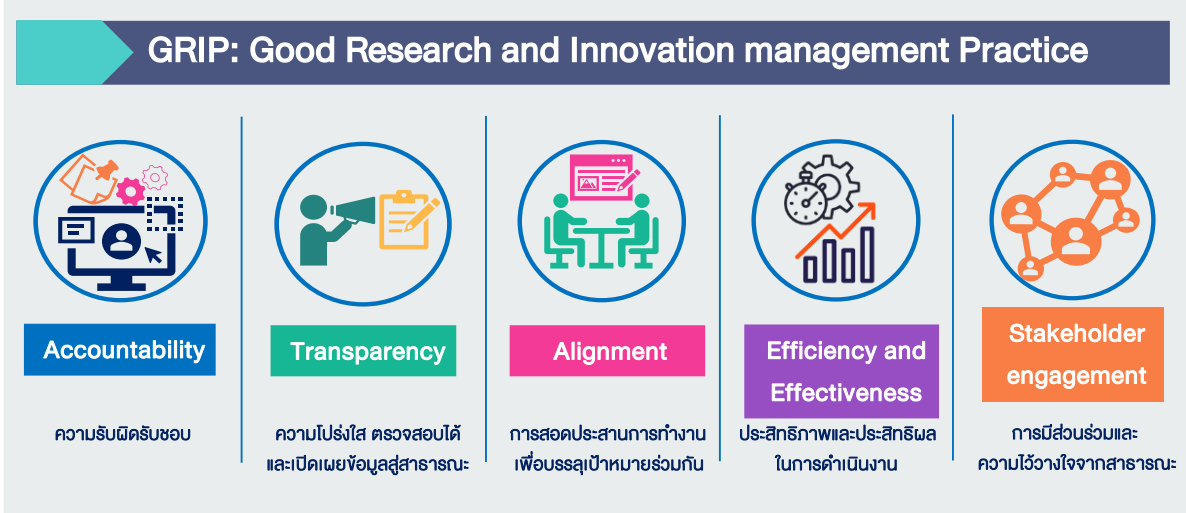 GRIP: Good Research and Innovation management Practice
Accountability
ความรับผิดรับชอบ
Transparency
ความโปร่งใส ตรวจสอบได้
และเปิดเผยข้อมูลสู่สาธารณะ
Alignment
การสอดประสานการทำงาน
เพื่อบรรลุเป้าหมายร่วมกัน
Efficiency and
Effectiveness
ประสิทธิภาพและประสิทธิผล
ในการดำเนินงาน
Stakeholder
engagement
การมีส่วนร่วมและ
ความไว้วางใจจากสาธารณะ